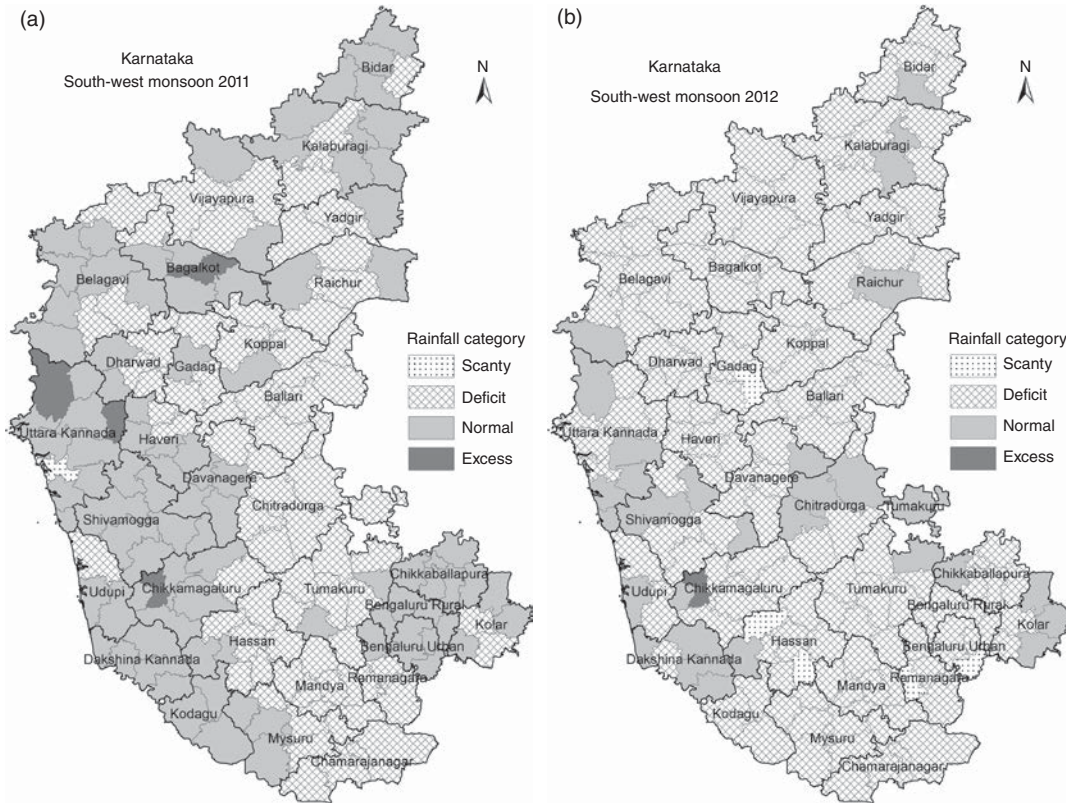 (a)
Karnataka
South-west monsoon 2011
N
Bidar
Kalaburagi
Vijayapura
Yadgir
Bagalkot
Belagavi
Raichur
Koppal
Dharwad
Gadag
Ballari
Uttara Kannada
Haveri
Davanagere
Chitradurga
Shivamogga
Chikkaballapura
Udupi
Chikkamagaluru
Tumakuru
Bengaluru Rural
Kolar
Hassan
Bengaluru Urban
Dakshina Kannada
Ramanagara
Mandya
Kodagu
Mysuru
Chamarajanagar
Rainfall category
Scanty
Deficit
Normal
Excess
(b)
Karnataka
South-west monsoon 2012
N
Bidar
Kalaburagi
Vijayapura
Yadgir
Bagalkot
Belagavi
Raichur
Koppal
Dharwad
Gadag
Ballari
Uttara Kannada
Haveri
Davanagere
Chitradurga
Tumakuru
Shivamogga
Chikkaballapura
Udupi
Chikkamagaluru
Tumakuru
Bengaluru Rural
Kolar
Hassan
Bengaluru Urban
Dakshina Kannada
Ramanagara
Mandya
Kodagu
Mysuru
Chamarajanagar
Rainfall category
Scanty
Deficit
Normal
Excess